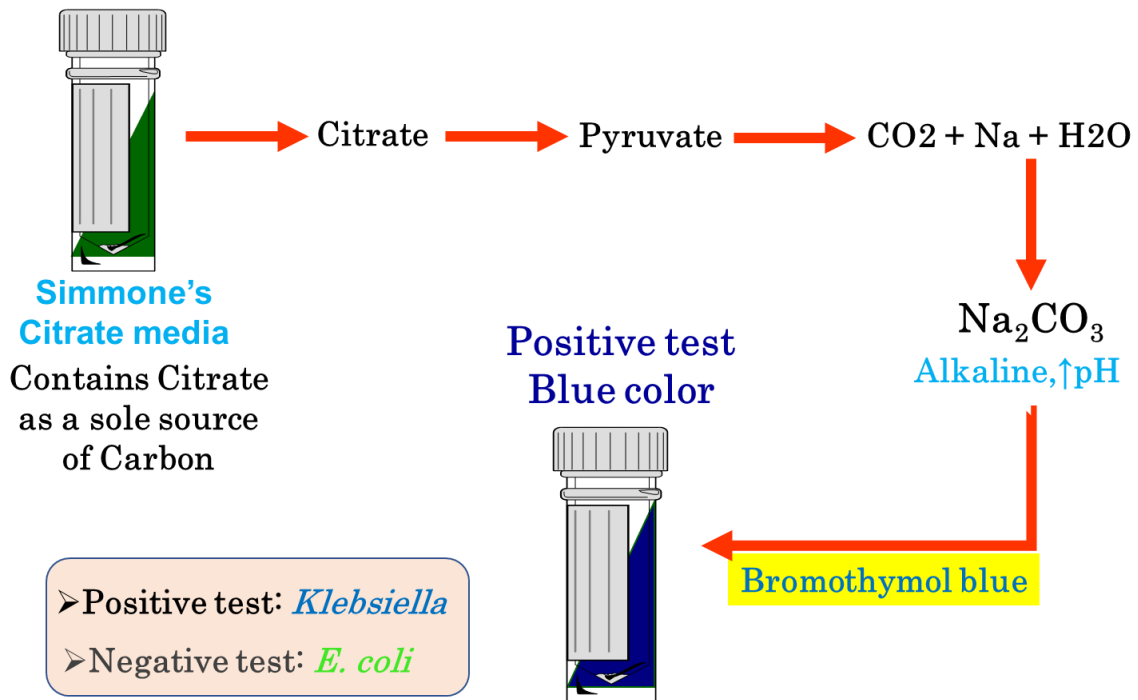 Citrate
Pyruvate
CO2 + Na + H2O
Simmone’s
Citrate media
Contains Citrate
as a sole source
of Carbon
Na₂CO₃
Alkaline,↑pH
Positive test
Blue color
Bromothymol blue
➢Positive test: Klebsiella
➢Negative test: E. coli